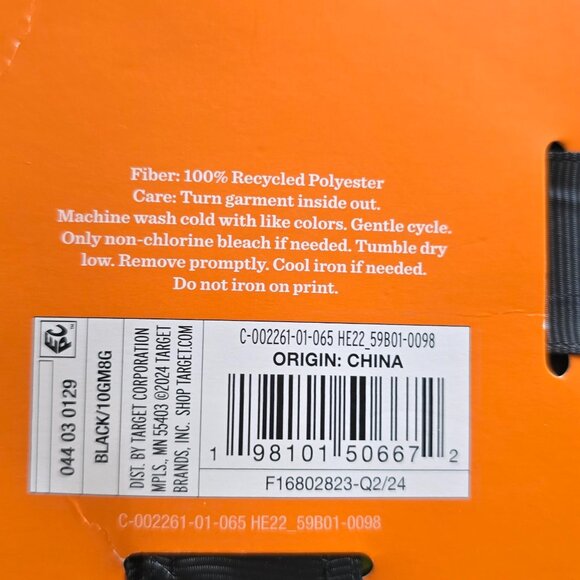 Fiber: 100% Recycled Polyester
Care: Turn garment inside out.
Machine wash cold with like colors. Gentle cycle.
Only non-chlorine bleach if needed. Tumble dry
low. Remove promptly. Cool iron if needed.
Do not iron on print.
EPC™
044 03 0129
BLACK/10GM8G
DIST. BY TARGET CORPORATION
MPLS, MN 55403 ©2024 TARGET
BRANDS, INC. SHOP TARGET.COM
C-002261-01-065 HE22_59B01-0098
ORIGIN: CHINA
1 98101 50667 2
F16802823-Q2/24
C-002261-01-065 HE22_59B01-0098